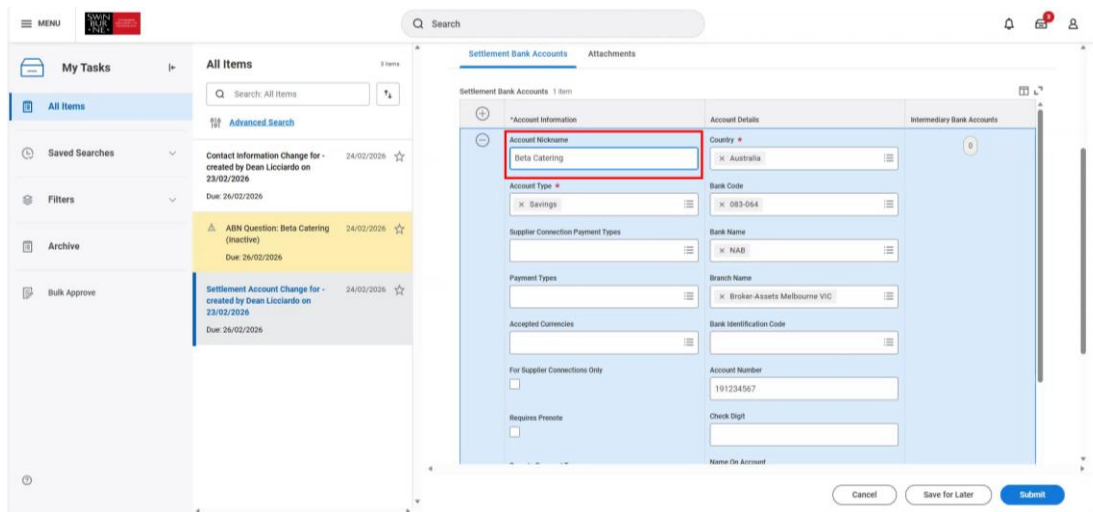 MENU
SWIN
BUR
NE
Search
3
My Tasks
All Items
Saved Searches
Filters
Archive
Bulk Approve
All Items
3 items
Search: All Items
Advanced Search
Contact Information Change for - created by Dean Licciardo on 23/02/2026
24/02/2026
Due: 26/02/2026
ABN Question: Beta Catering (Inactive)
24/02/2026
Due: 26/02/2026
Settlement Account Change for - created by Dean Licciardo on 23/02/2026
24/02/2026
Due: 26/02/2026
Settlement Bank Accounts
Attachments
Settlement Bank Accounts 1 item
*Account Information
Account Details
Intermediary Bank Accounts
Account Nickname
Beta Catering
Country *
× Australia
0
Account Type *
× Savings
Bank Code
× 083-064
Supplier Connection Payment Types
Bank Name
× NAB
Payment Types
Branch Name
× Broker-Assets Melbourne VIC
Accepted Currencies
Bank Identification Code
For Supplier Connections Only
Account Number
191234567
Requires Prenote
Check Digit
Name On Account
Cancel
Save for Later
Submit